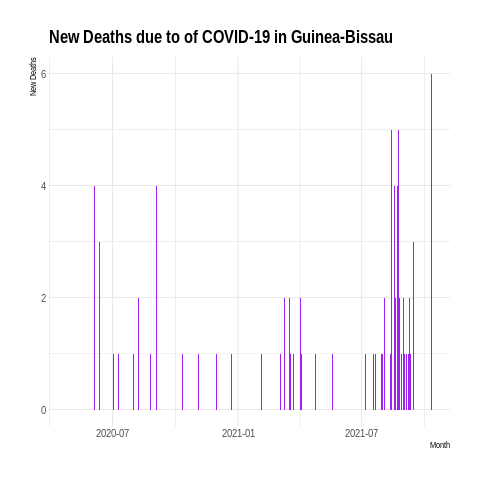 New Deaths due to of COVID-19 in Guinea-Bissau
New Deaths
6
4
2
0
2020-07 2021-01 2021-07
Month